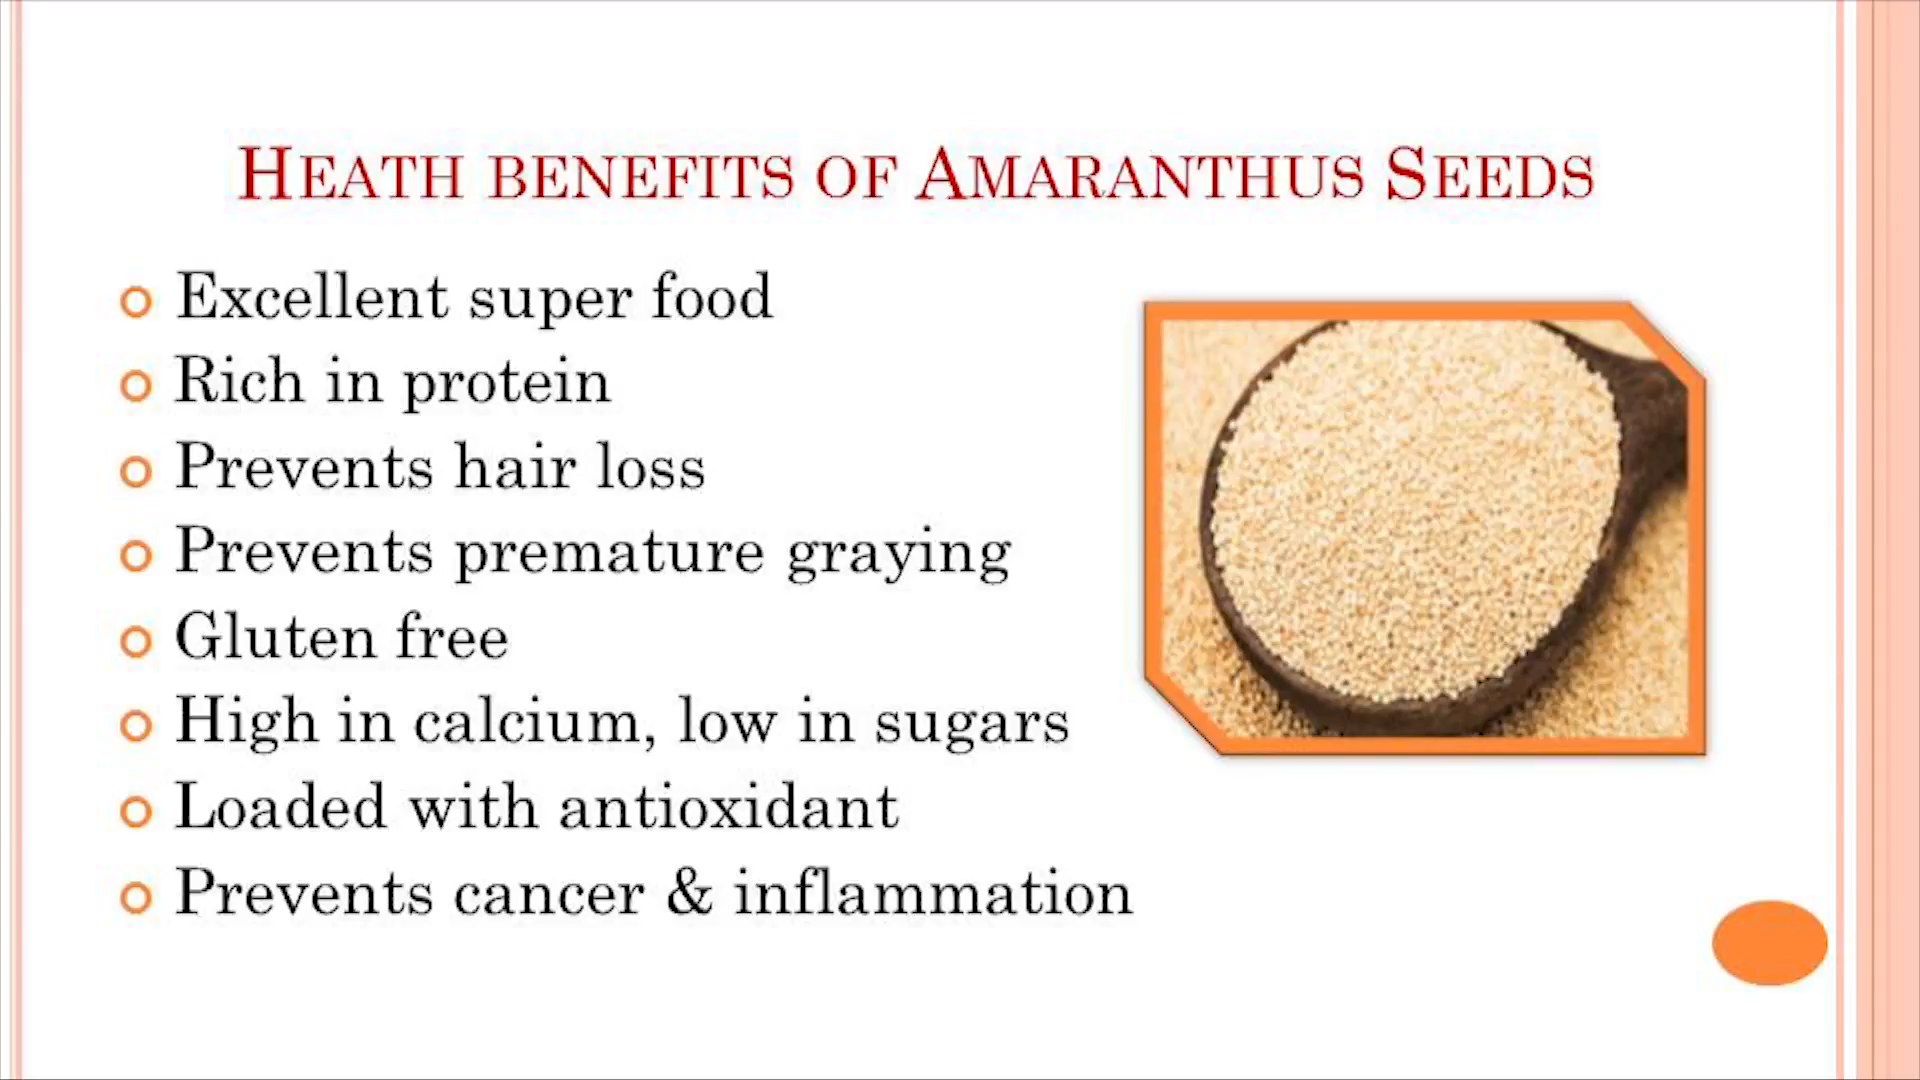 HEATH BENEFITS OF AMARANTHUS SEEDS
Excellent super food
Rich in protein
Prevents hair loss
Prevents premature graying
Gluten free
High in calcium, low in sugars
Loaded with antioxidant
Prevents cancer & inflammation